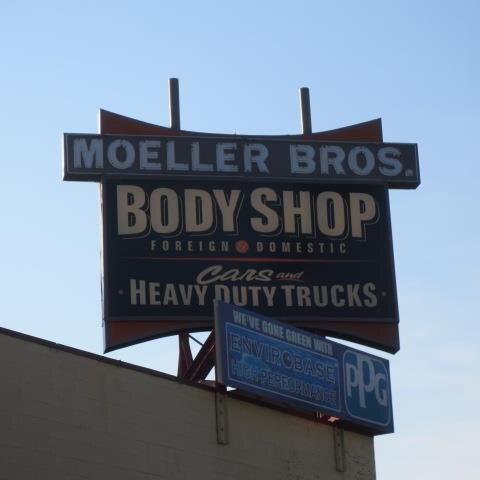 MOELLER BROS.
BODY SHOP
FOREIGN & DOMESTIC
Cars and
HEAVY DUTY TRUCKS
WE'VE GONE GREEN WITH
ENVIROBASE
HIGH PERFORMANCE
PPG